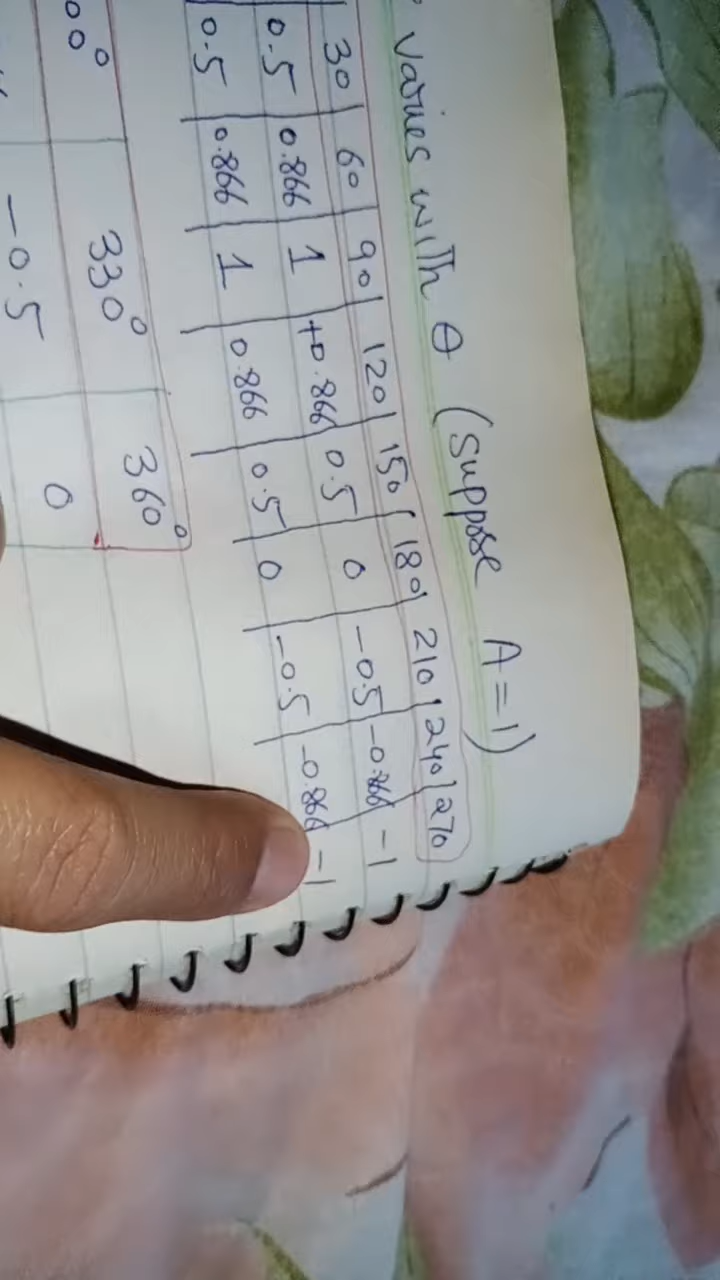 varies with θ (suppose A=1)
30 60 90 120 150 180 210 240 270
0.5 0.866 1 +0.866 0.5 0 -0.5 -0.866 -1
0.5 0.866 1 0.866 0.5 0 -0.5 -0.866 -1
330° 360°
-0.5 0